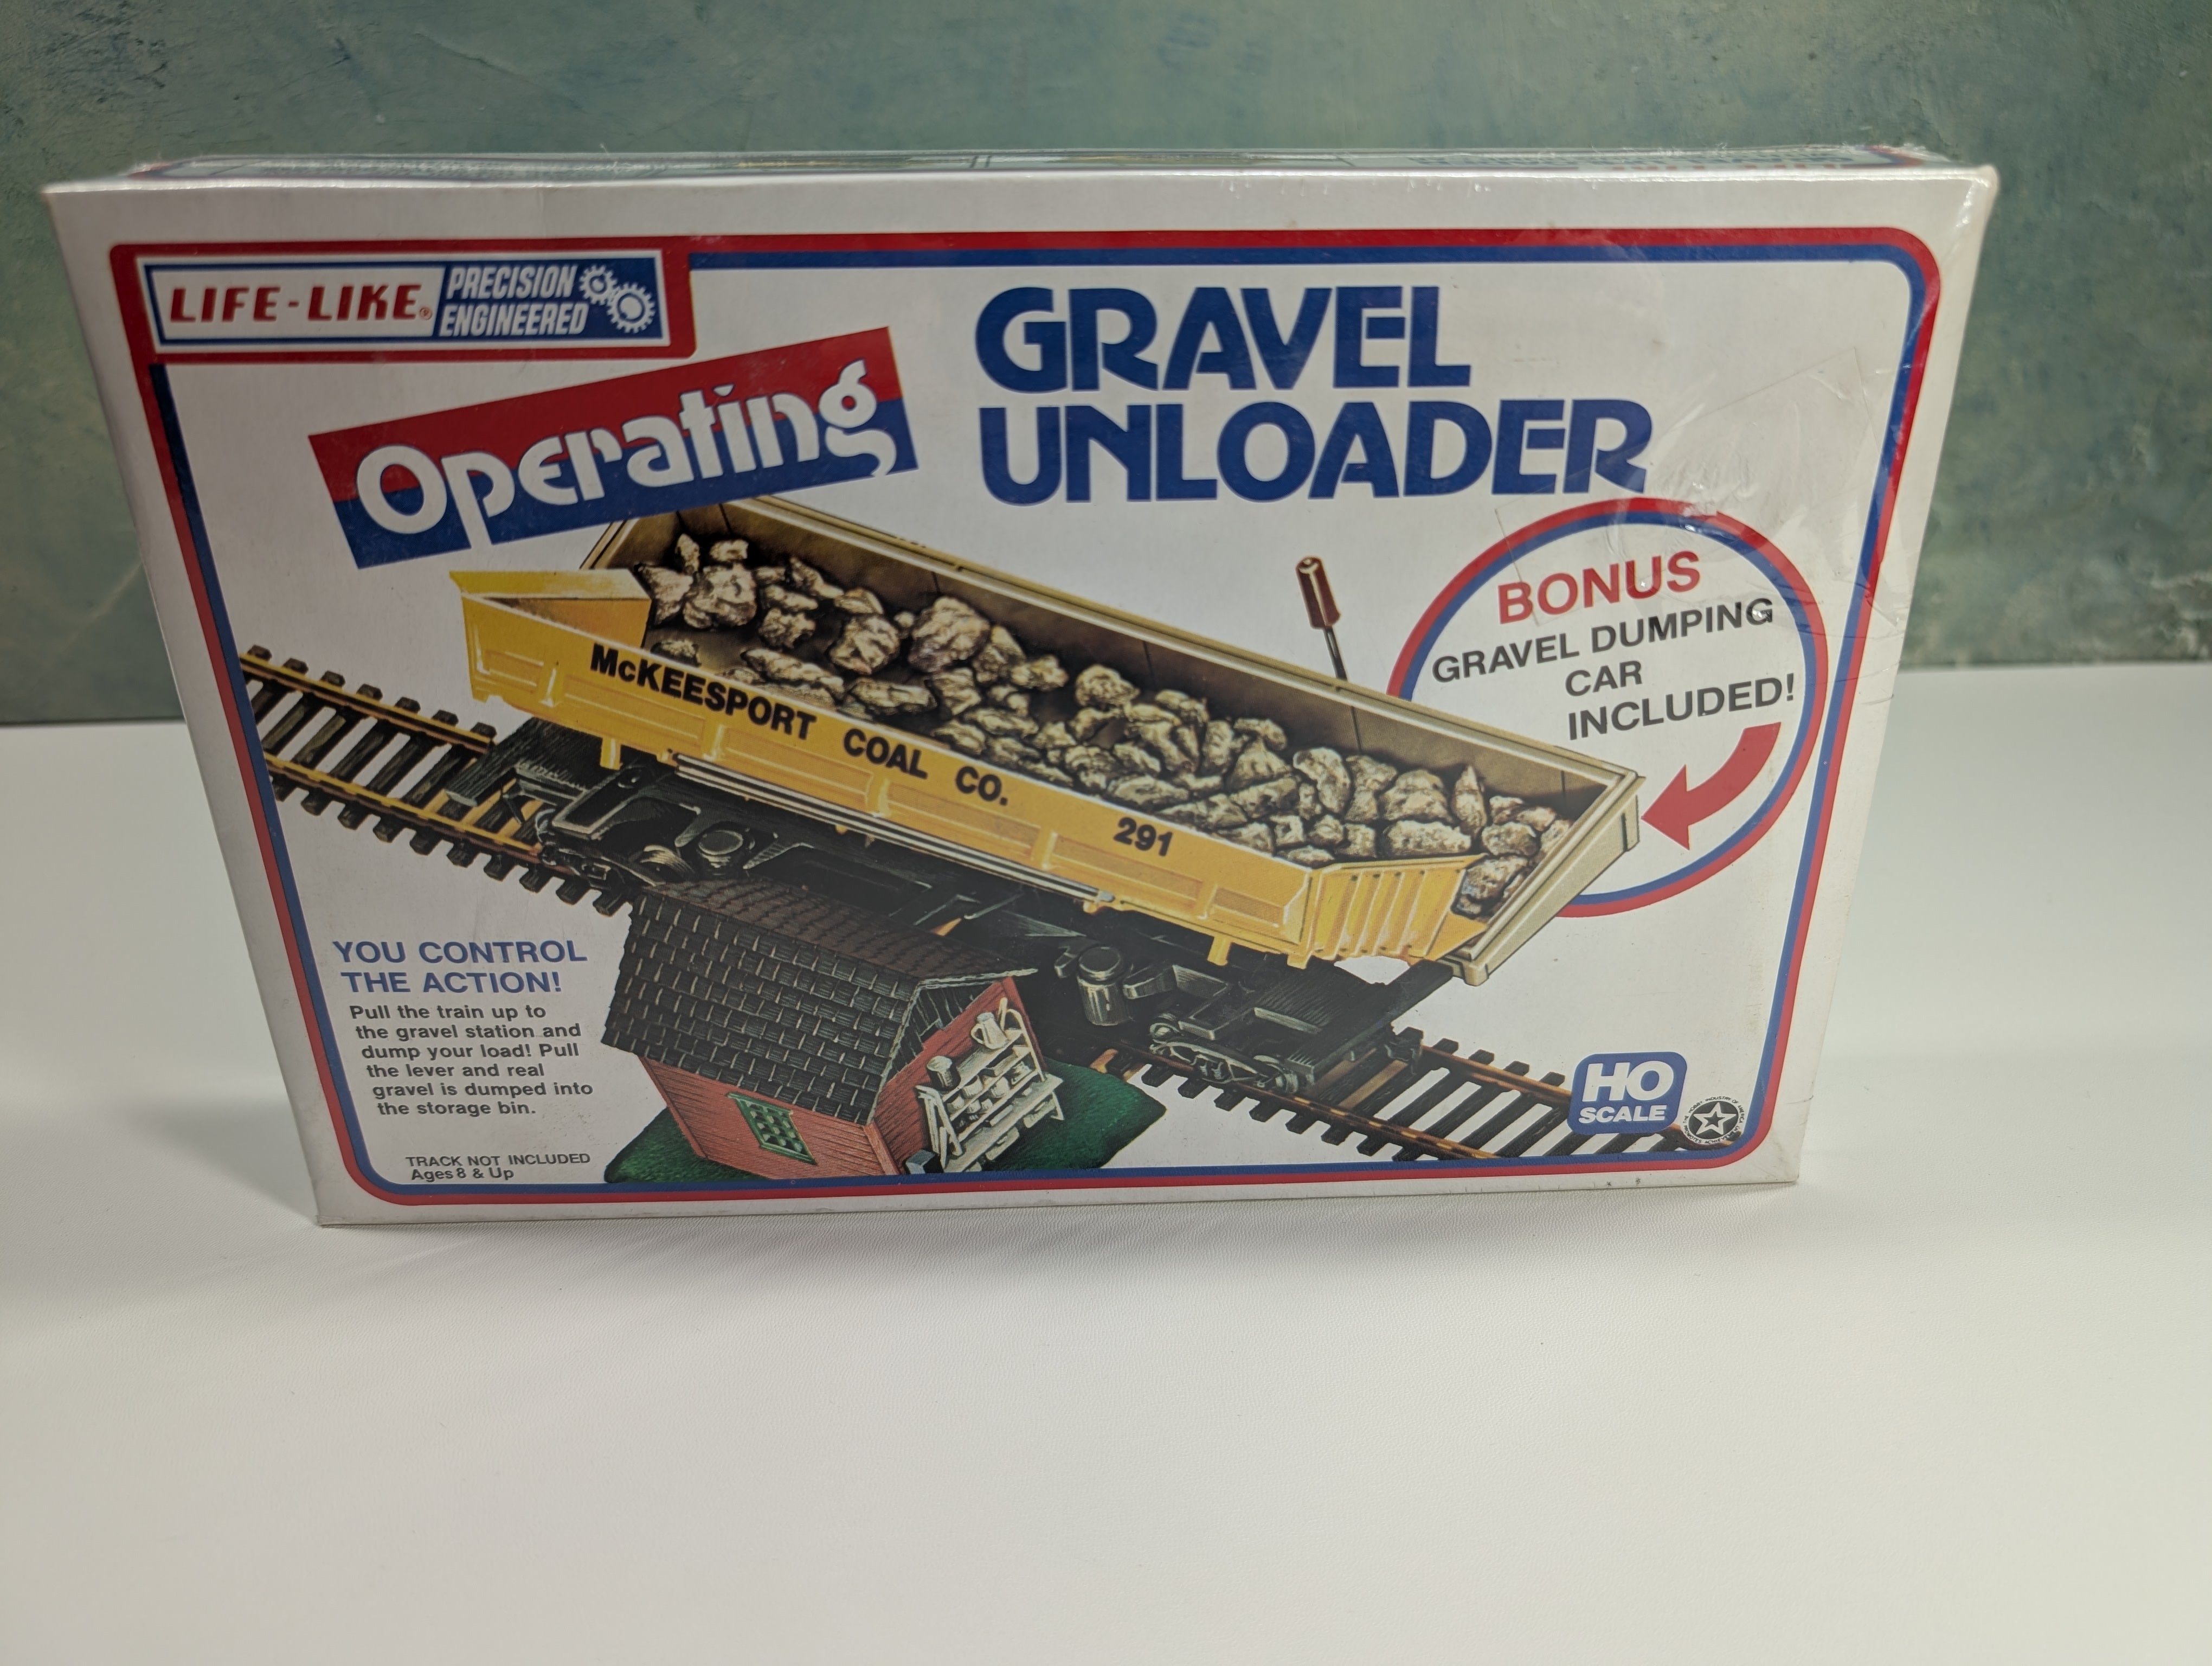 LIFE-LIKE®
PRECISION
ENGINEERED
Operating
GRAVEL
UNLOADER
BONUS
GRAVEL DUMPING
CAR
INCLUDED!
McKEESPORT COAL CO. 291
YOU CONTROL
THE ACTION!
Pull the train up to
the gravel station and
dump your load! Pull
the lever and real
gravel is dumped into
the storage bin.
TRACK NOT INCLUDED
Ages 8 & Up
HO
SCALE